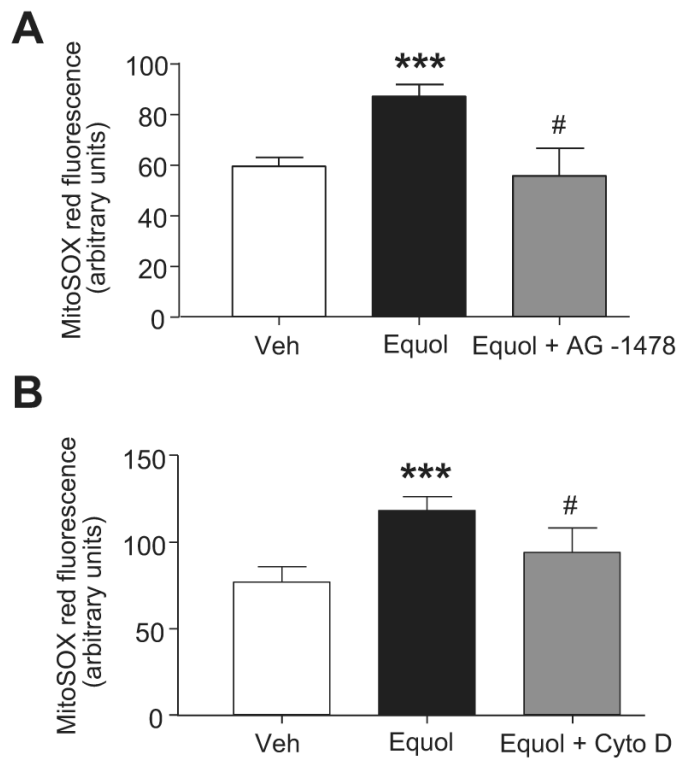 A
MitoSOX red fluorescence
(arbitrary units)
100
80
60
40
20
0
***
#
Veh
Equol
Equol + AG -1478
B
MitoSOX red fluorescence
(arbitrary units)
150
100
50
0
***
#
Veh
Equol
Equol + Cyto D